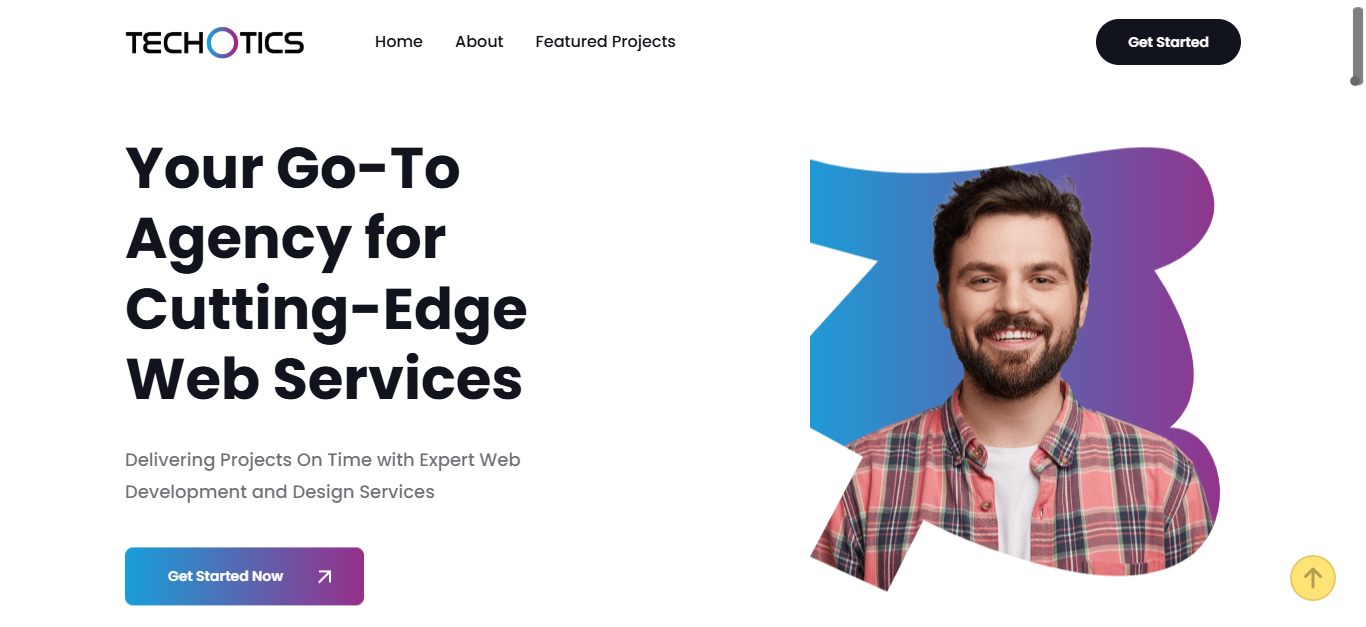 TECHOTICS
Home
About
Featured Projects
Get Started
Your Go-To
Agency for
Cutting-Edge
Web Services
Delivering Projects On Time with Expert Web
Development and Design Services
Get Started Now